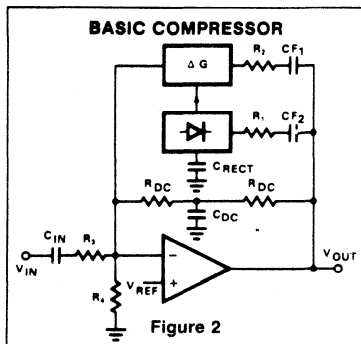 BASIC COMPRESSOR
ΔG
R2
CF1
R1
CF2
CRECT
RDC
RDC
CDC
CIN
R3
VIN
R4
−
+
VREF
VOUT
Figure 2